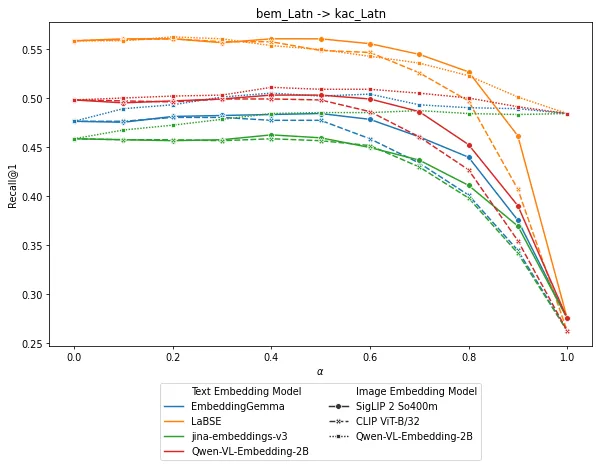 bem_Latn -> kac_Latn
Recall@1
0.55
0.50
0.45
0.40
0.35
0.30
0.25
0.0 0.2 0.4 0.6 0.8 1.0
α
Text Embedding Model
EmbeddingGemma
LaBSE
jina-embeddings-v3
Qwen-VL-Embedding-2B
Image Embedding Model
SigLIP 2 So400m
CLIP ViT-B/32
Qwen-VL-Embedding-2B